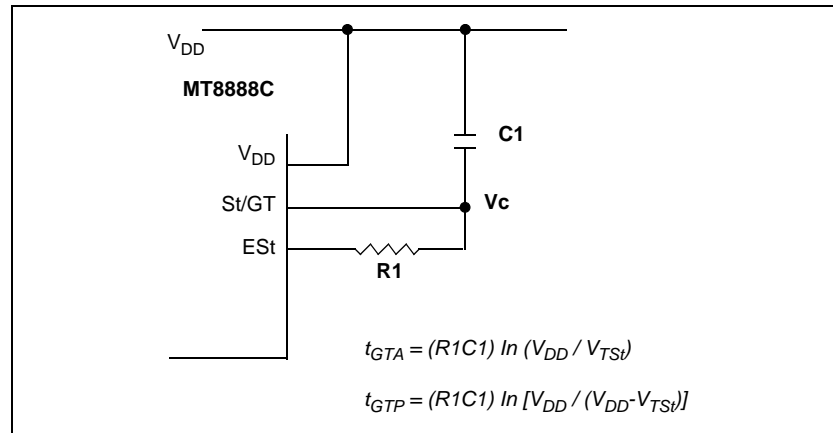 VDD
MT8888C
C1
VDD
St/GT
Vc
ESt
R1
tGTA = (R1C1) In (VDD / VTSt)
tGTP = (R1C1) In [VDD / (VDD-VTSt)]